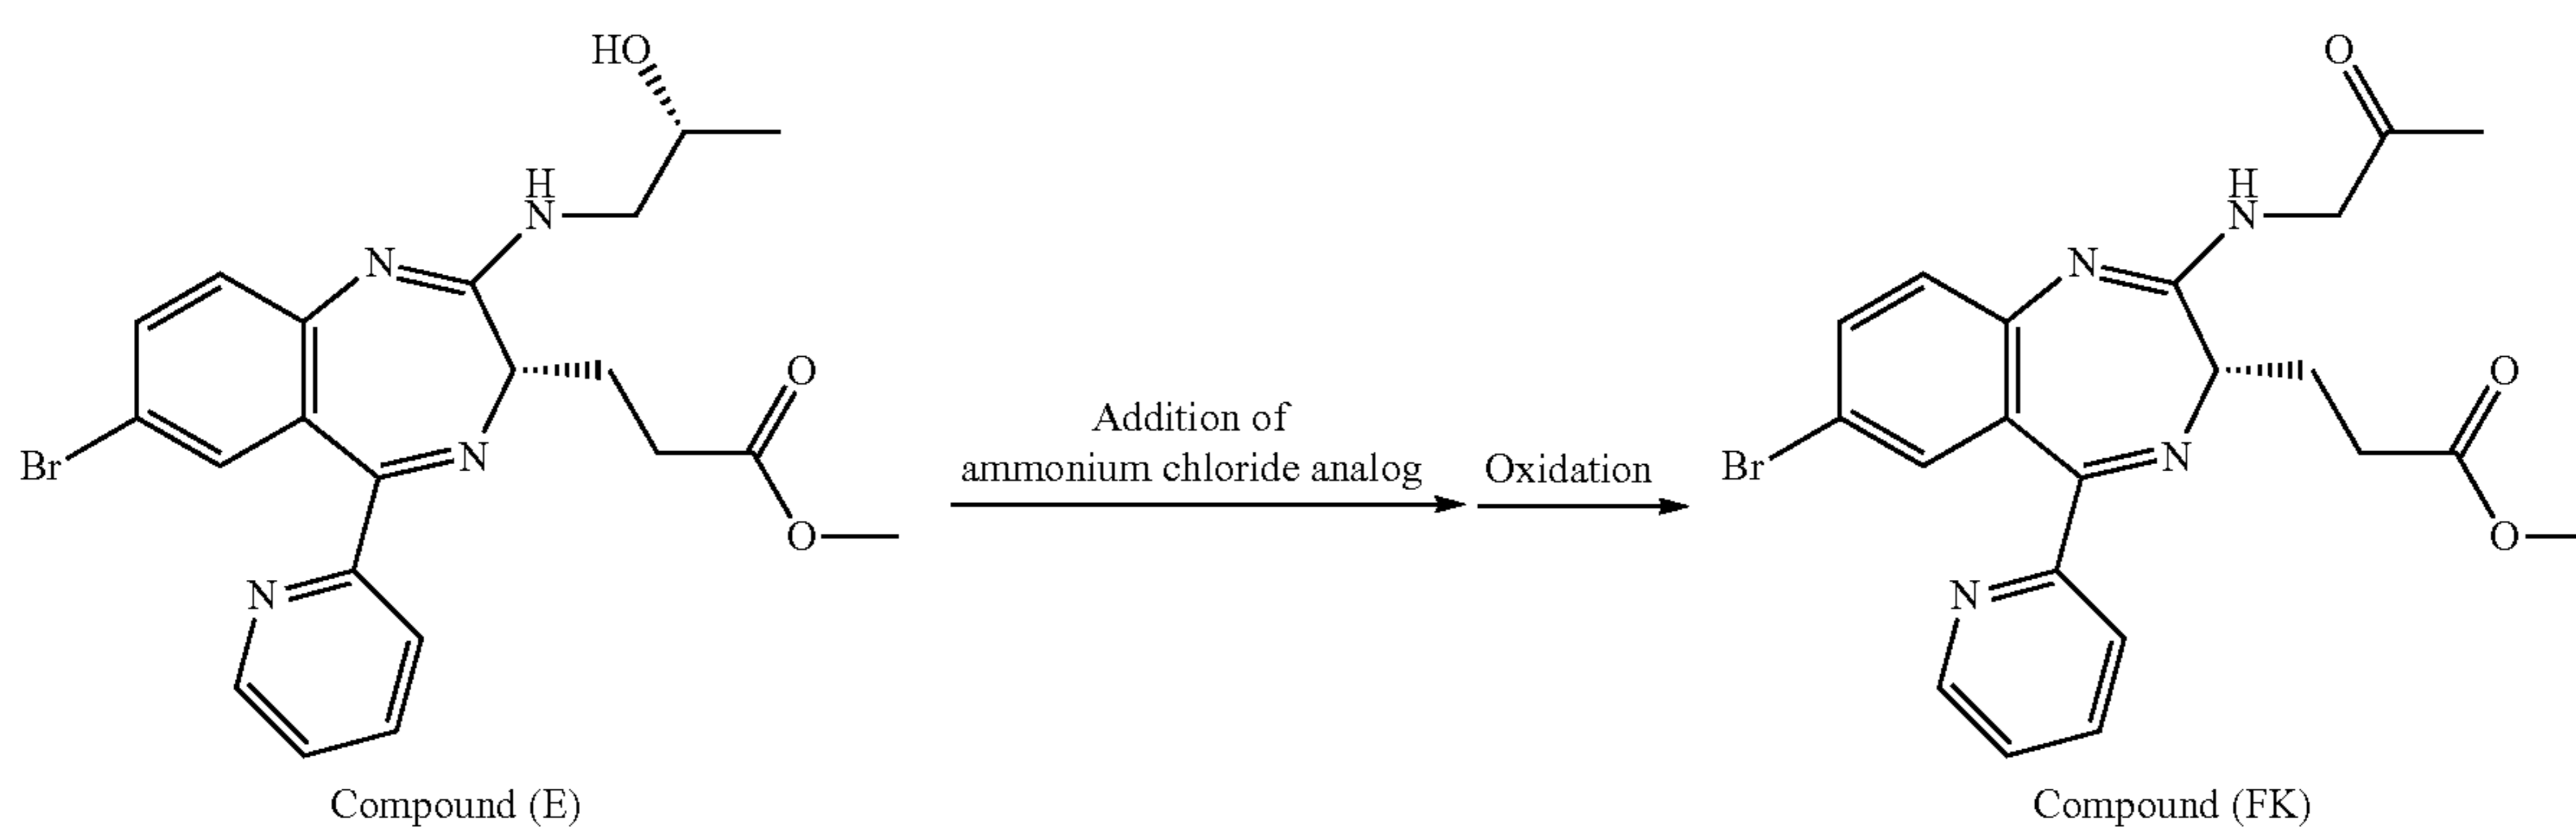 HO
O
H
N
H
N
N
N
O
O
Addition of
ammonium chloride analog
Oxidation
Br
N
Br
N
O
O
N
N
Compound (E)
Compound (FK)